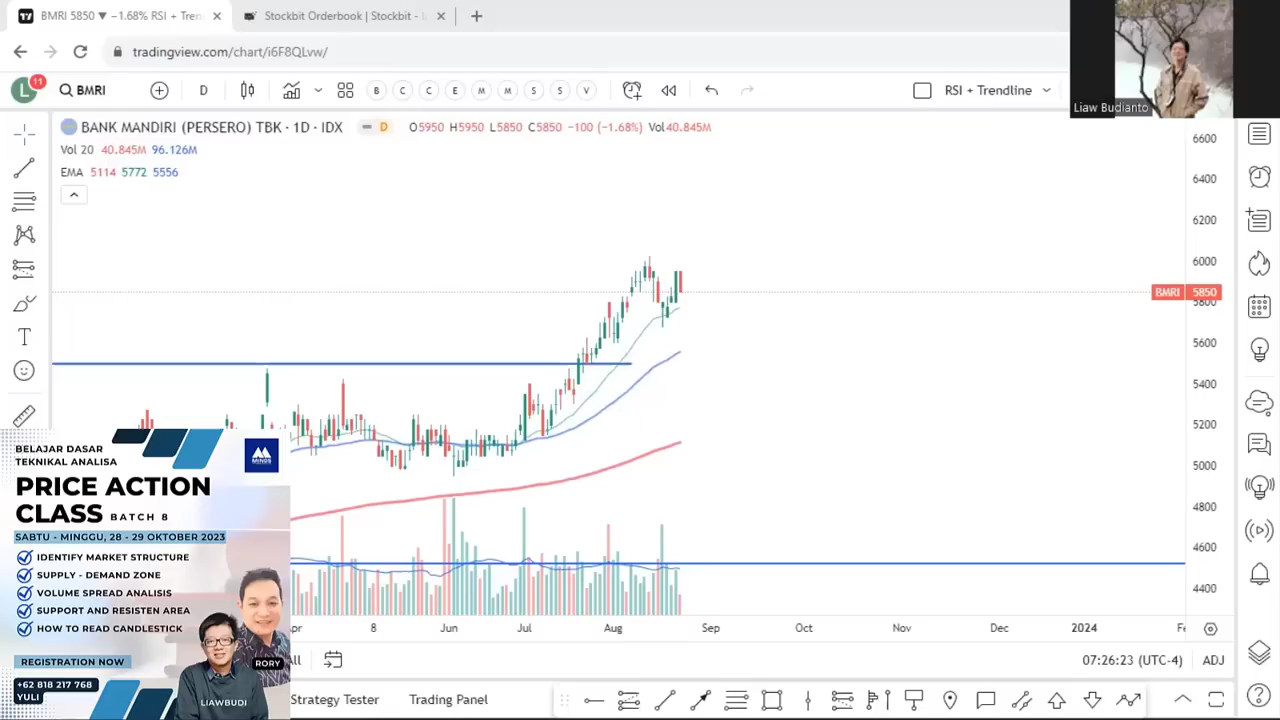 BMRI 5850 ▼ −1.68% RSI + Tren
Stockbit Orderbook | Stockbit -
tradingview.com/chart/i6F8QLvw/
L
11
BMRI
D
B C C E M M S S V
RSI + Trendline
Liaw Budianto
BANK MANDIRI (PERSERO) TBK · 1D · IDX
D
O5950 H5950 L5850 C5850 −100 (−1.68%) Vol40.845M
Vol 20 40.845M 96.126M
EMA 5114 5772 5556
6600
6400
6200
6000
BMRI 5850
5800
5600
5400
5200
5000
4800
4600
4400
8 Jun Jul Aug Sep Oct Nov Dec 2024
07:26:23 (UTC-4) ADJ
Strategy Tester
Trading Panel
BELAJAR DASAR
TEKNIKAL ANALISA
PRICE ACTION
CLASS BATCH 8
SABTU - MINGGU, 28 - 29 OKTOBER 2023
IDENTIFY MARKET STRUCTURE
SUPPLY - DEMAND ZONE
VOLUME SPREAD ANALISIS
SUPPORT AND RESISTEN AREA
HOW TO READ CANDLESTICK
REGISTRATION NOW
+62 818 217 768
YULI
RORY
LIAWBUDI